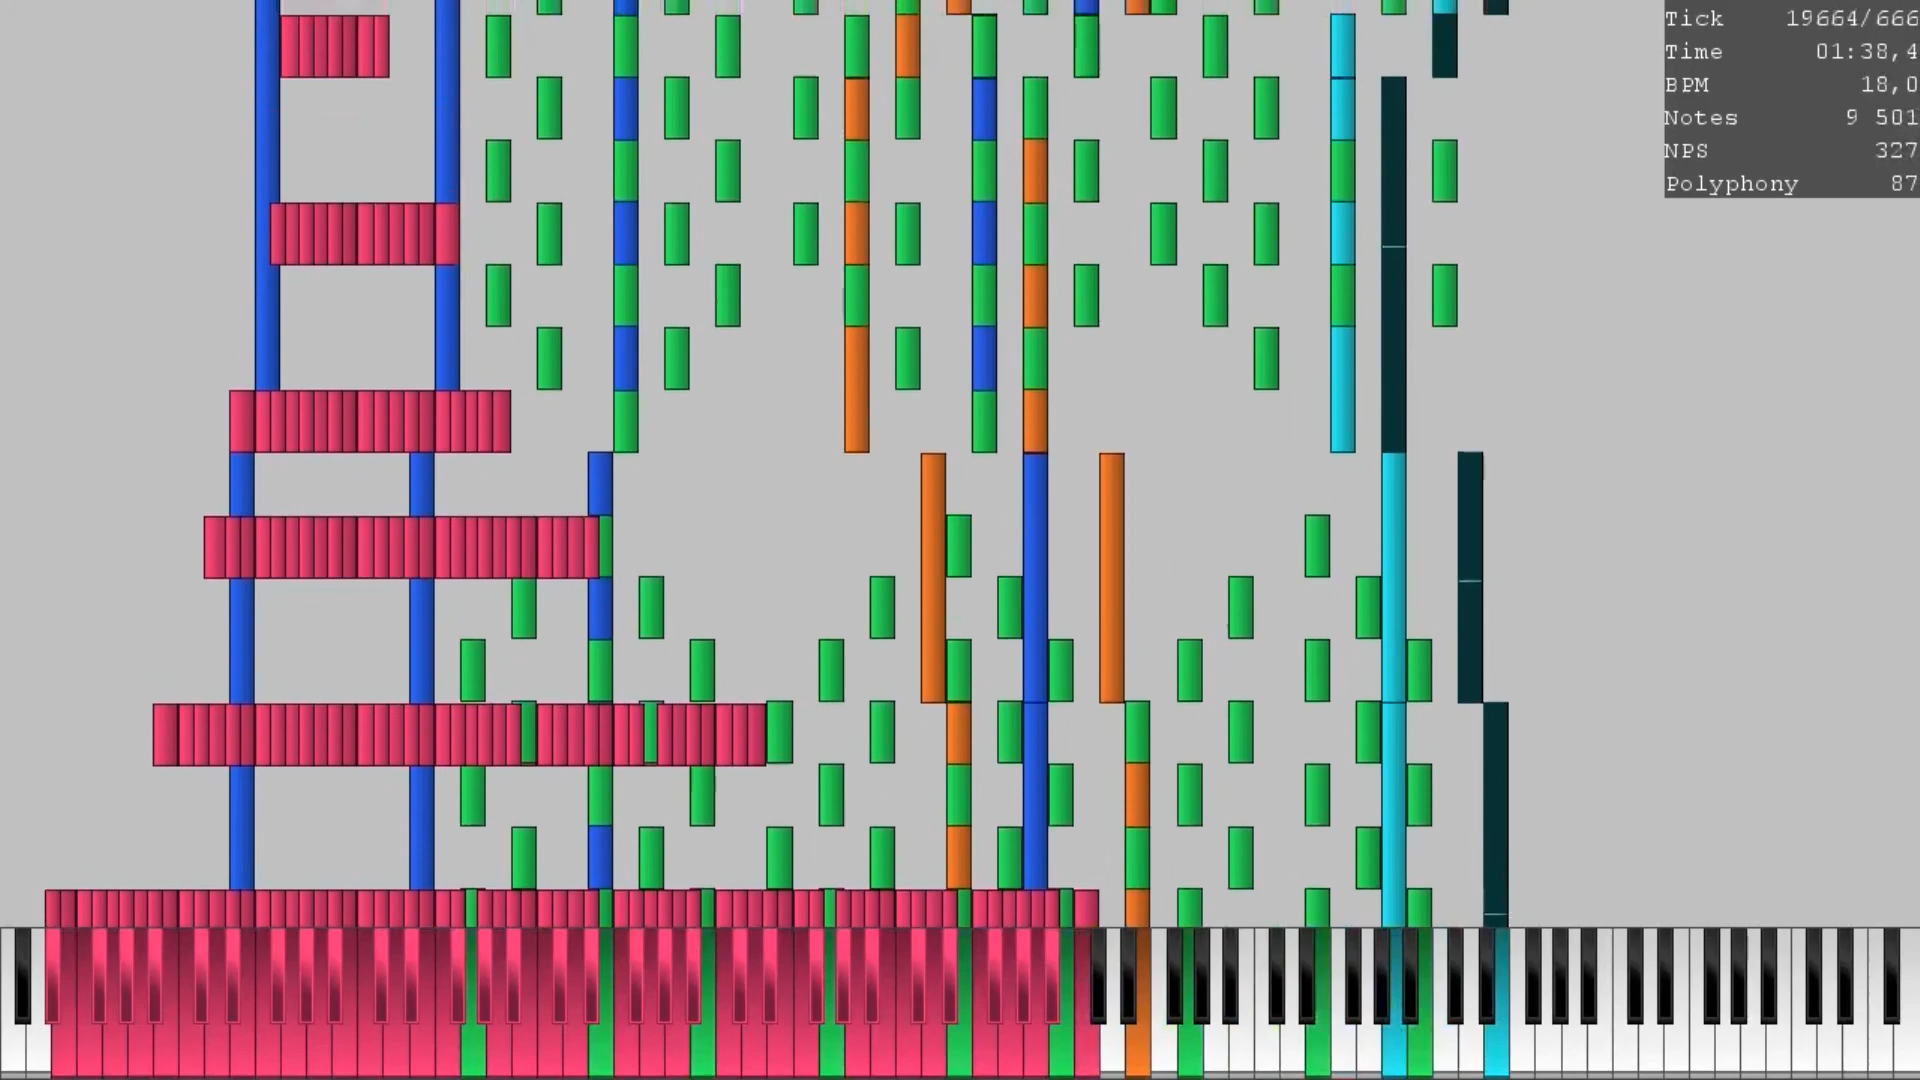 Tick 19664/666
Time 01:38,4
BPM 18,0
Notes 9 501
NPS 327
Polyphony 87